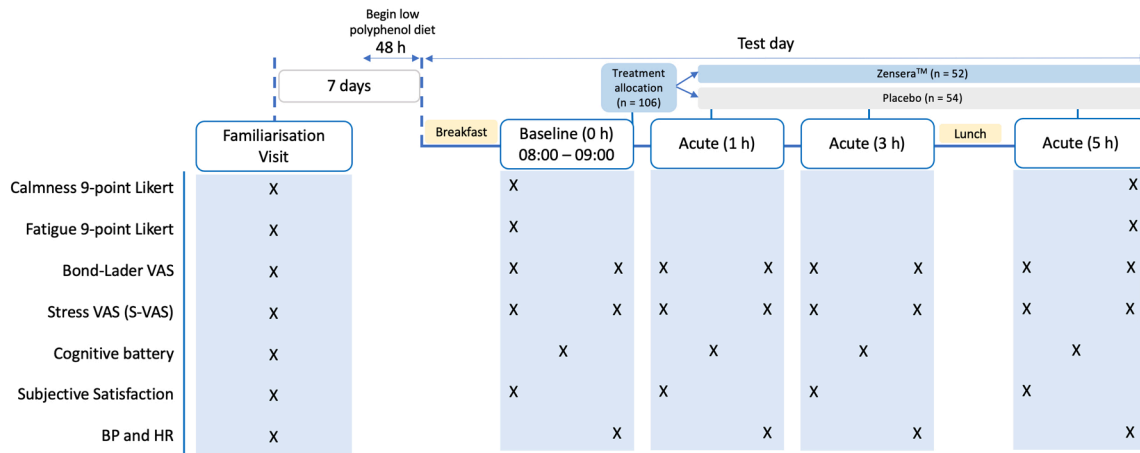 Begin low
polyphenol diet
48 h
Test day
7 days
Treatment
allocation
(n = 106)
Zensera™ (n = 52)
Placebo (n = 54)
Familiarisation
Visit
Breakfast
Baseline (0 h)
08:00 – 09:00
Acute (1 h)
Acute (3 h)
Lunch
Acute (5 h)
Calmness 9-point Likert X X X
Fatigue 9-point Likert X X X
Bond-Lader VAS X X X X X X X X X
Stress VAS (S-VAS) X X X X X X X X X
Cognitive battery X X X X X
Subjective Satisfaction X X X X X
BP and HR X X X X X